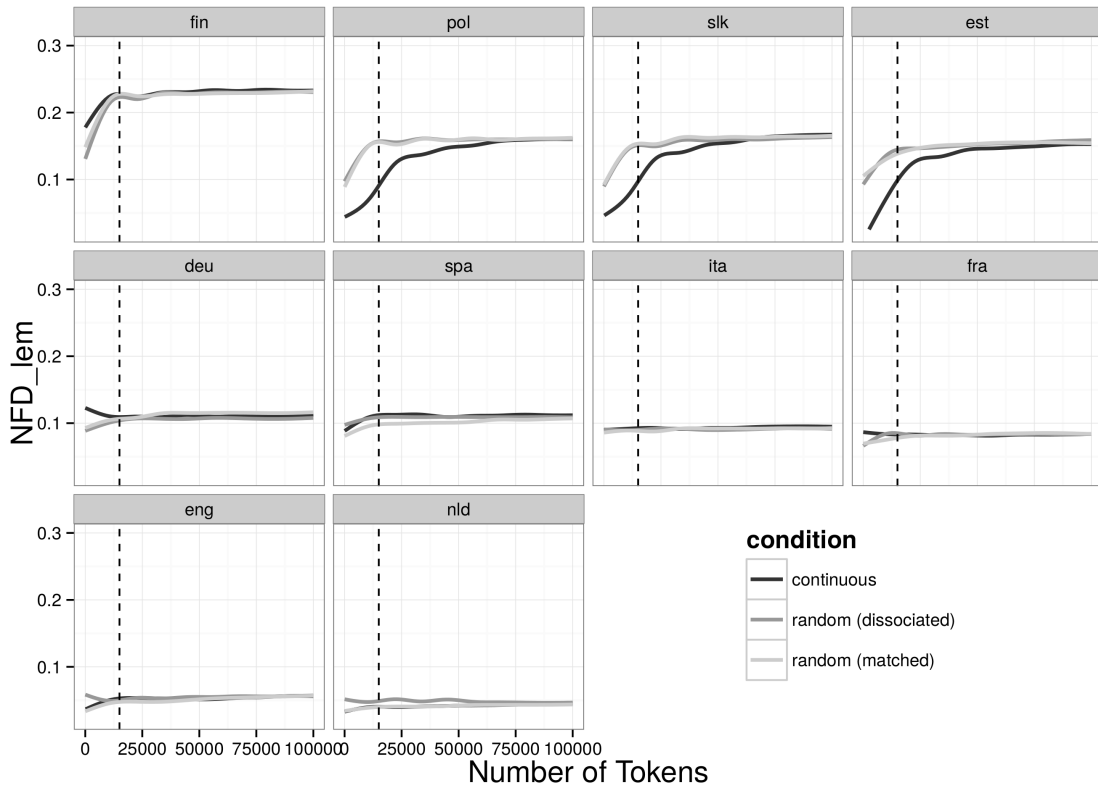 fin pol slk est
0.3
0.2
0.1
deu spa ita fra
0.3
0.2
0.1
NFD_lem
eng nld
0.3
0.2
0.1
condition
continuous
random (dissociated)
random (matched)
0 25000 50000 75000 100000 0 25000 50000 75000 100000
Number of Tokens